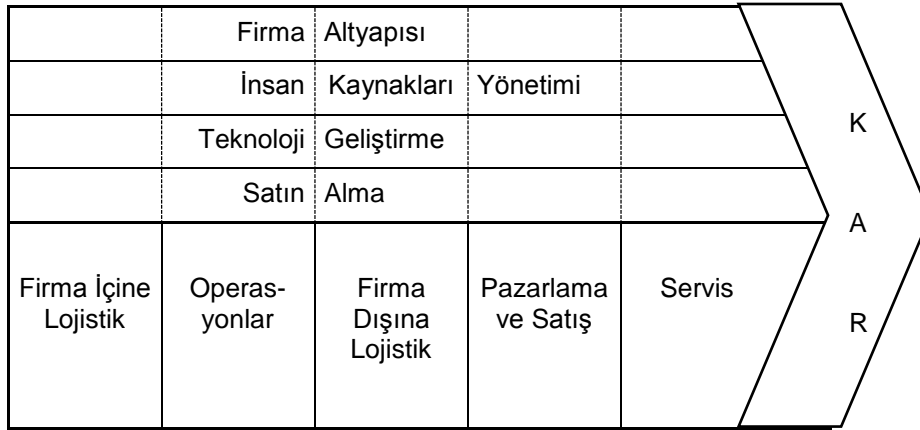 Firma Altyapısı
İnsan Kaynakları Yönetimi
Teknoloji Geliştirme
Satın Alma
Firma İçine
Lojistik
Operas-
yonlar
Firma
Dışına
Lojistik
Pazarlama
ve Satış
Servis
K
A
R